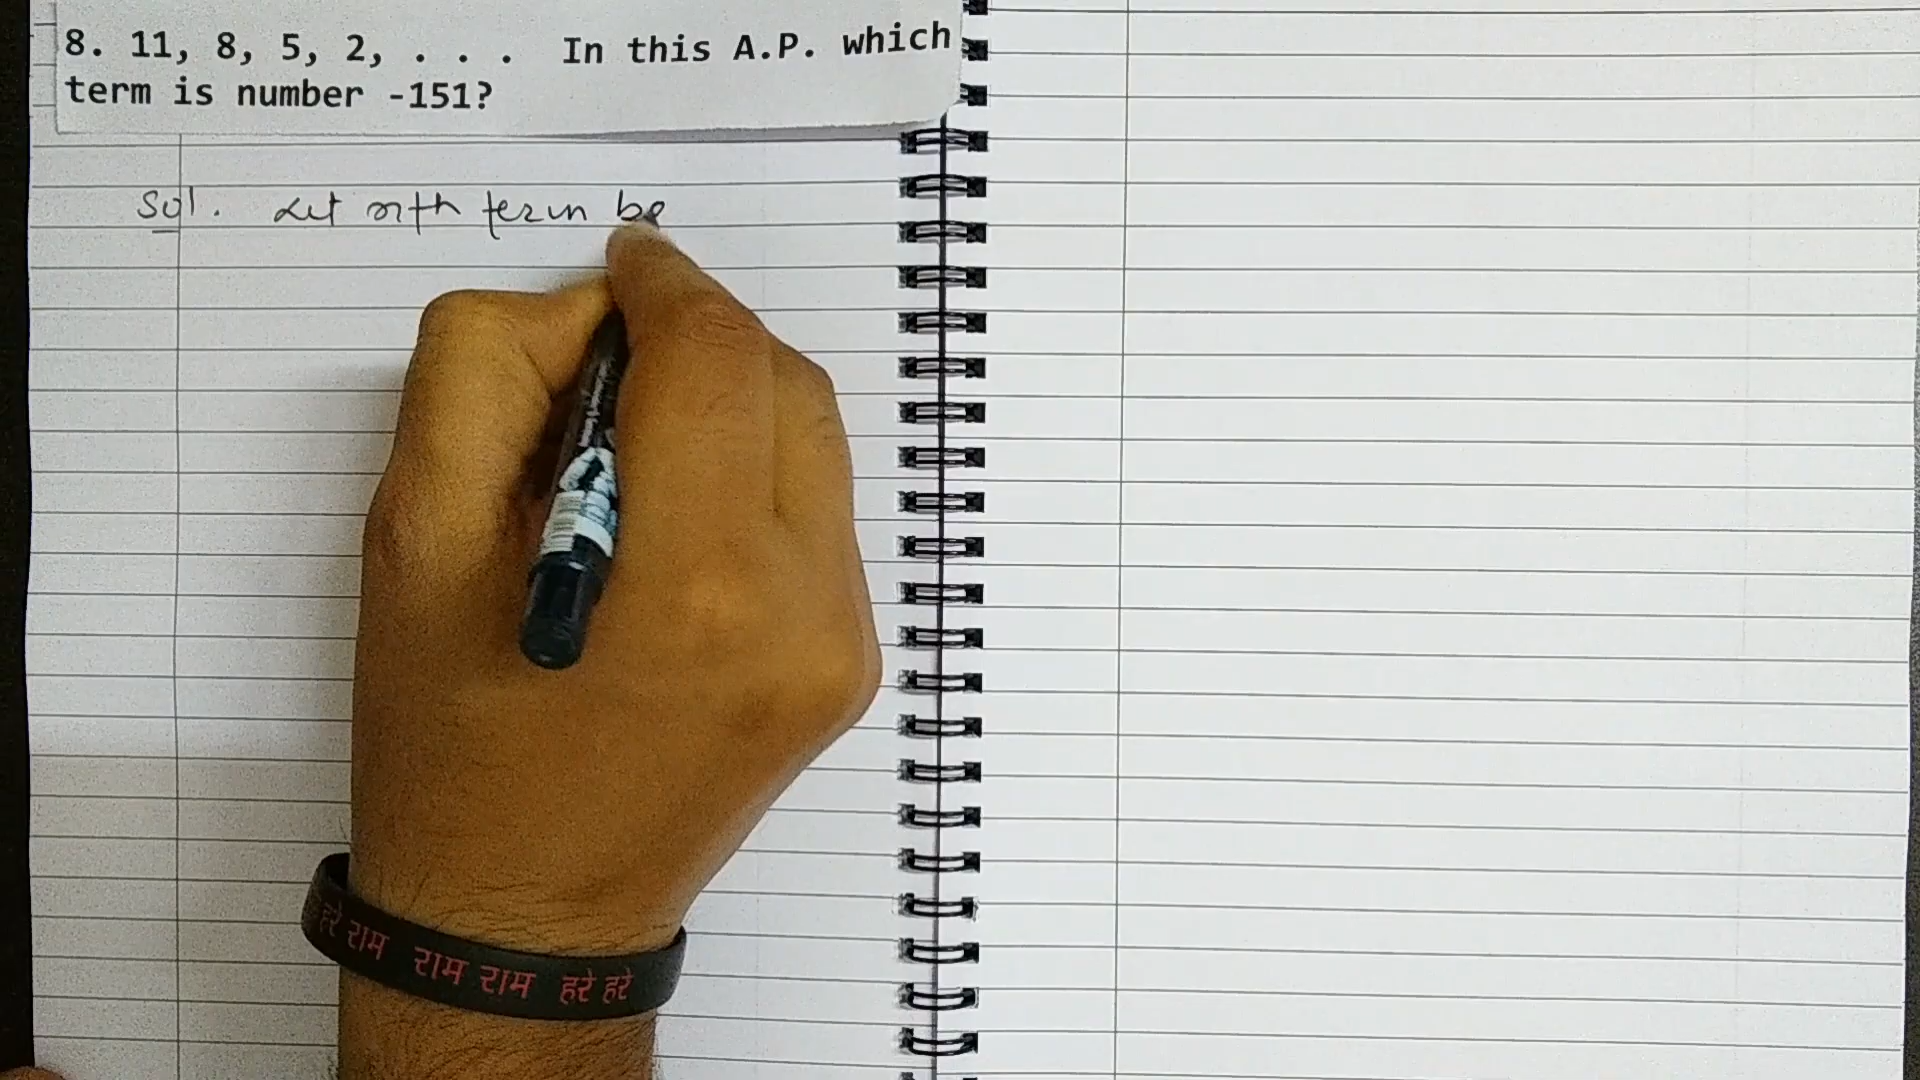 8. 11, 8, 5, 2, . . . In this A.P. which
term is number -151?
Sol. Let nth term be
हरे राम राम राम हरे हरे